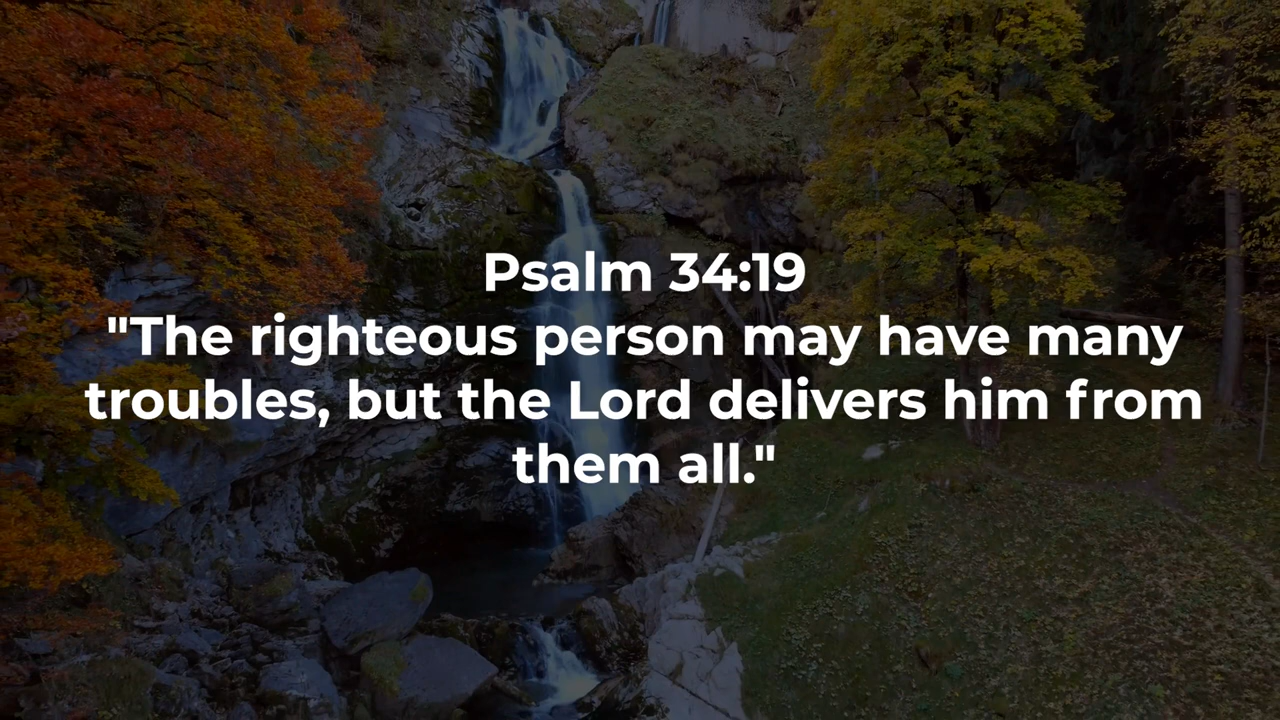 Psalm 34:19
"The righteous person may have many
troubles, but the Lord delivers him from
them all."